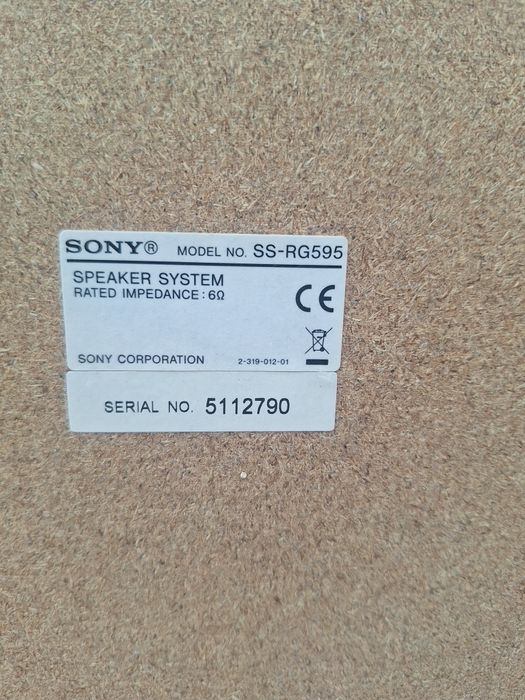 SONY® MODEL NO. SS-RG595
SPEAKER SYSTEM
RATED IMPEDANCE : 6Ω
CE
SONY CORPORATION 2-319-012-01
SERIAL NO. 5112790